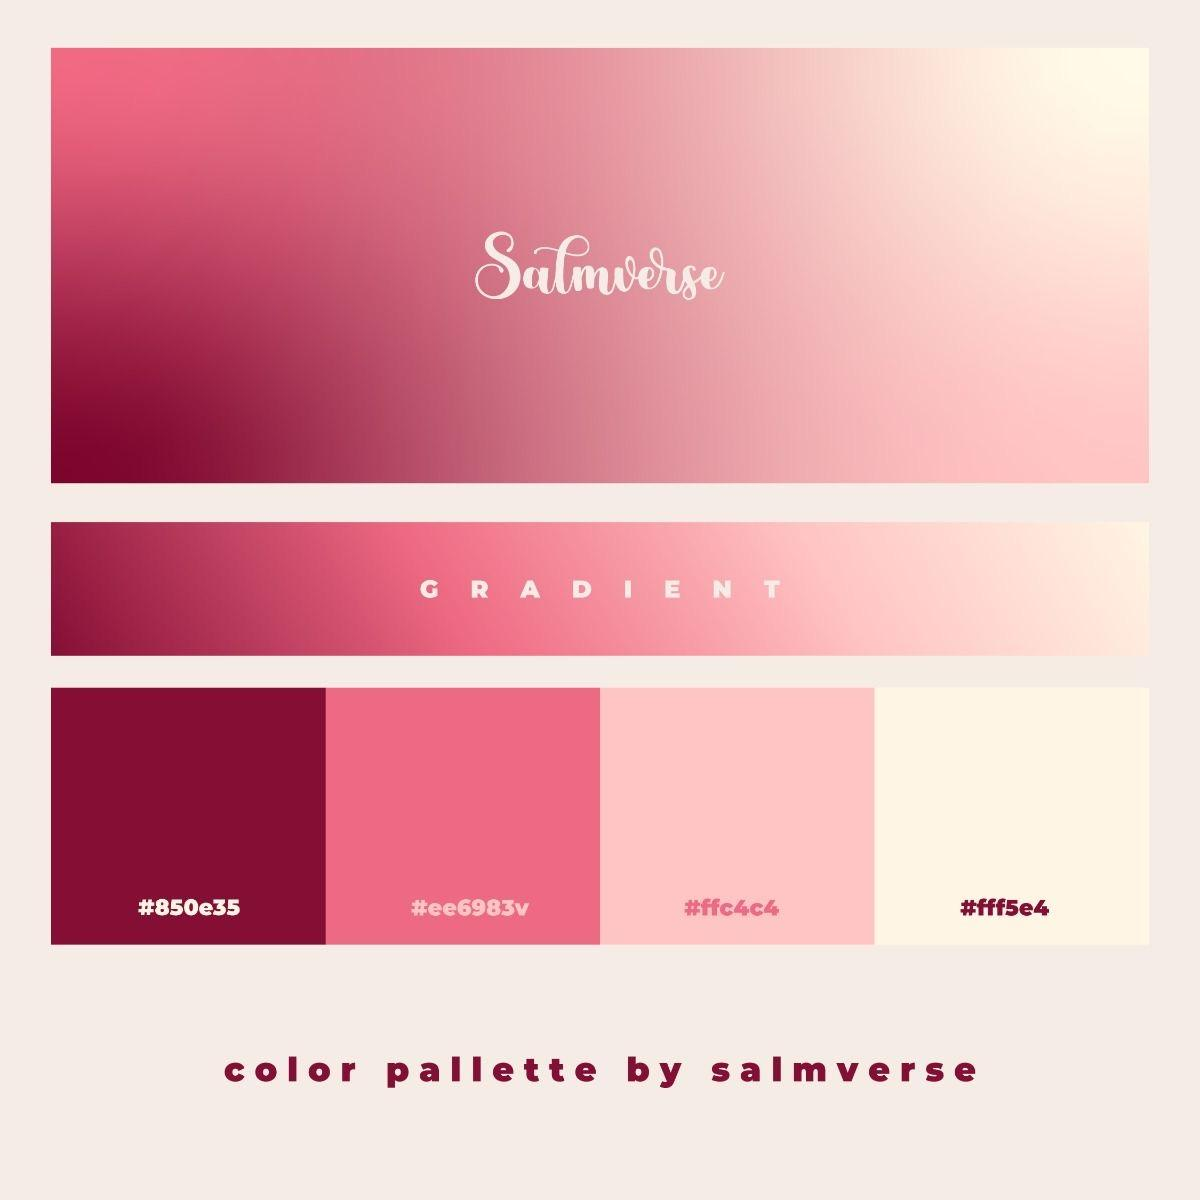 Salmverse
GRADIENT
#850e35
#ee6983v
#ffc4c4
#fff5e4
color pallette by salmverse